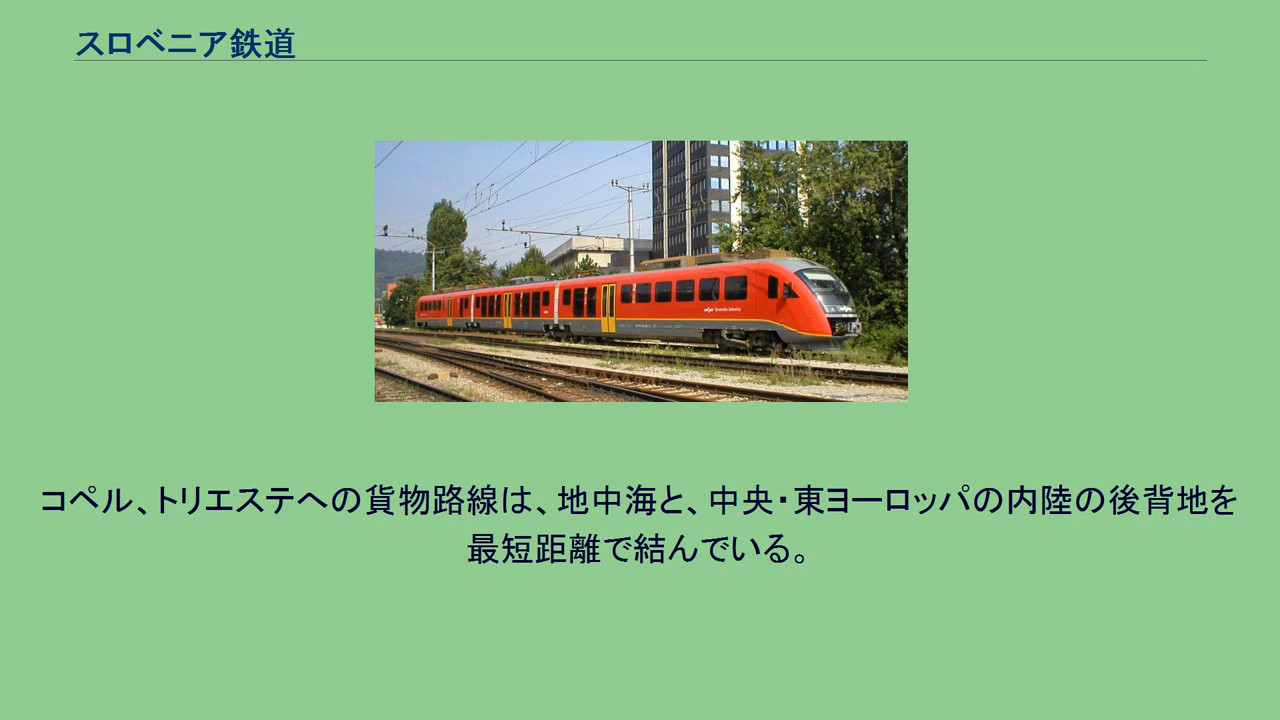 スロベニア鉄道
コペル、トリエステへの貨物路線は、地中海と、中央・東ヨーロッパの内陸の後背地を
最短距離で結んでいる。